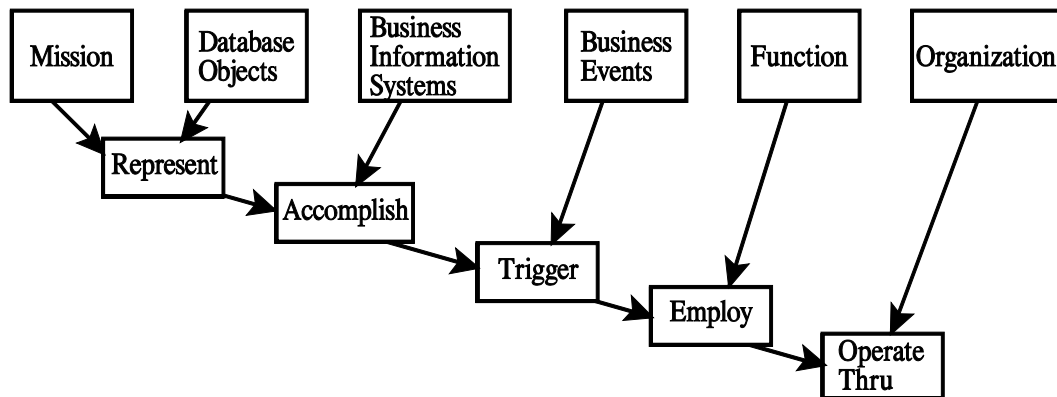 Mission
Database
Objects
Business
Information
Systems
Business
Events
Function
Organization
Represent
Accomplish
Trigger
Employ
Operate
Thru